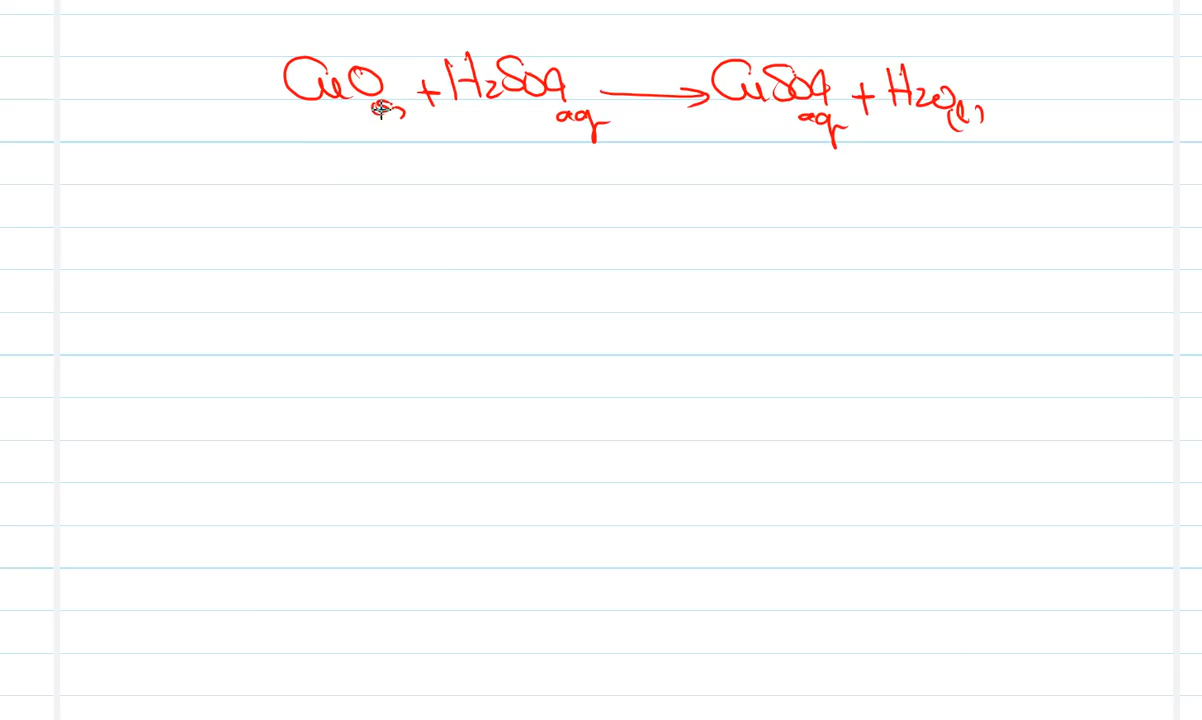 CuO(s) + H2SO4 aq ⟶ CuSO4 aq + H2O(l)